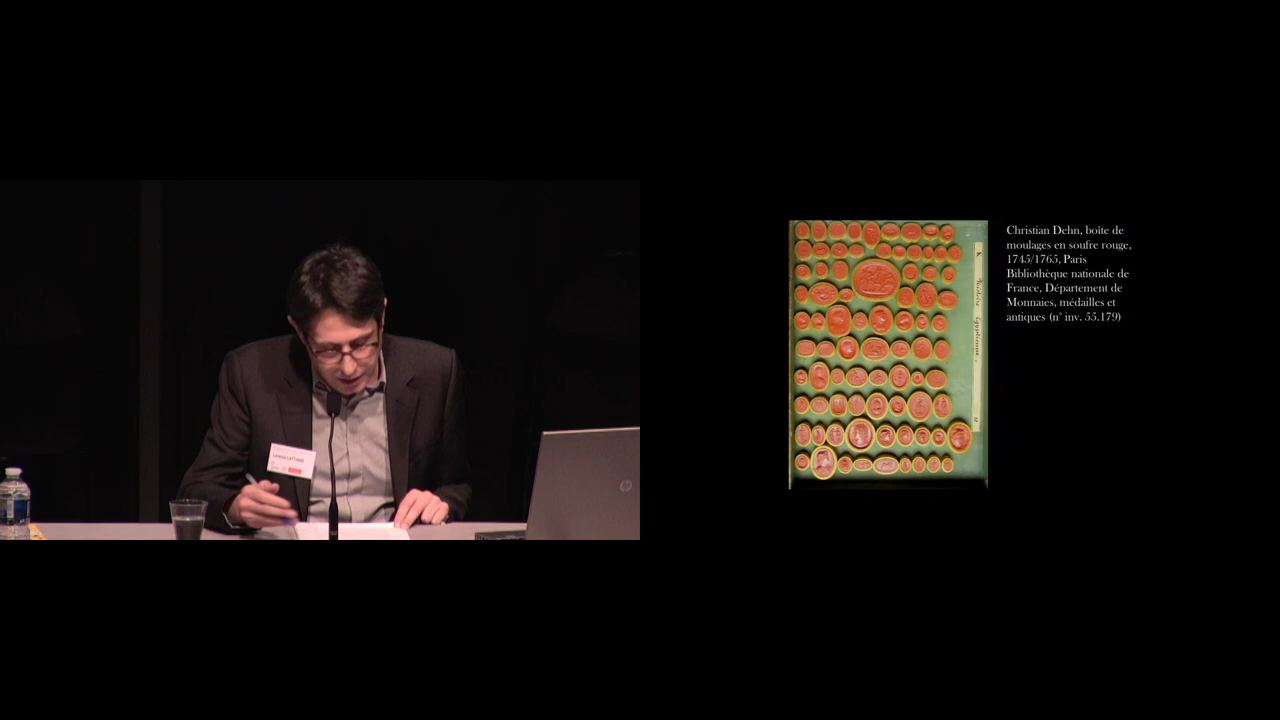 Christian Dehn, boîte de
moulages en soufre rouge,
1745/1765, Paris
Bibliothèque nationale de
France, Département de
Monnaies, médailles et
antiques (n° inv. 55.179)
K
hp